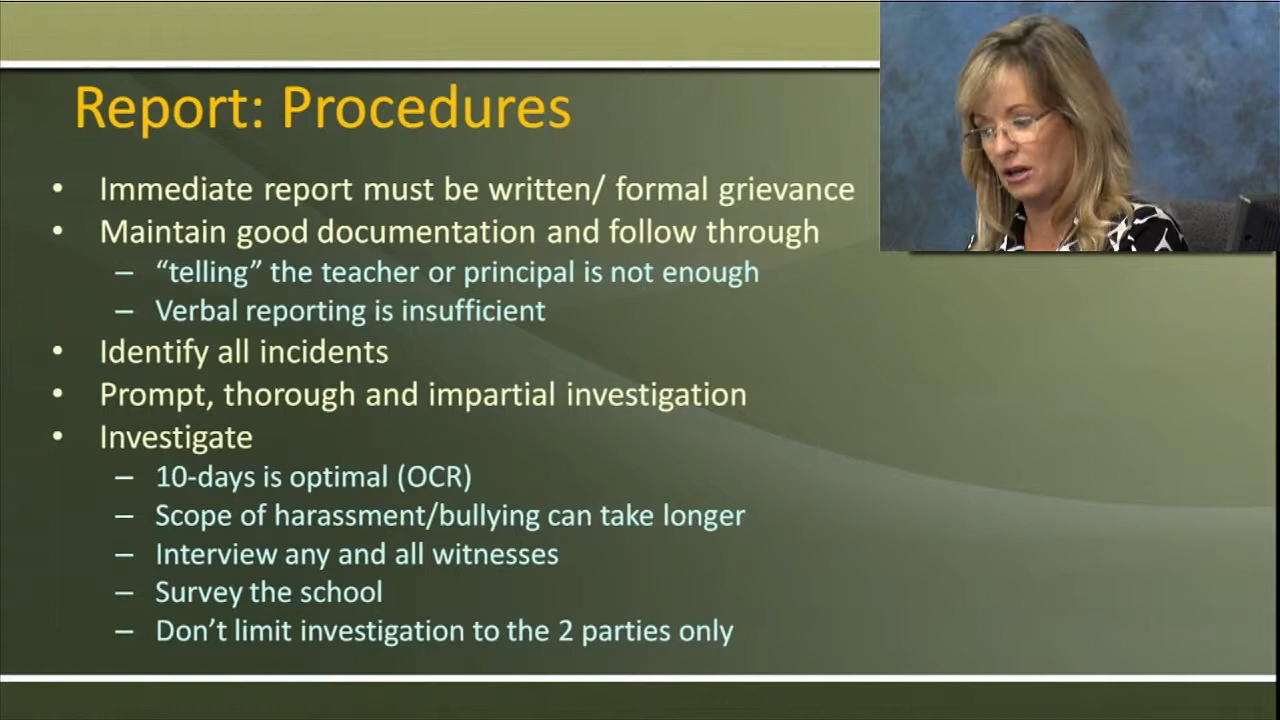 Report: Procedures
• Immediate report must be written/ formal grievance
• Maintain good documentation and follow through
– “telling” the teacher or principal is not enough
– Verbal reporting is insufficient
• Identify all incidents
• Prompt, thorough and impartial investigation
• Investigate
– 10-days is optimal (OCR)
– Scope of harassment/bullying can take longer
– Interview any and all witnesses
– Survey the school
– Don’t limit investigation to the 2 parties only